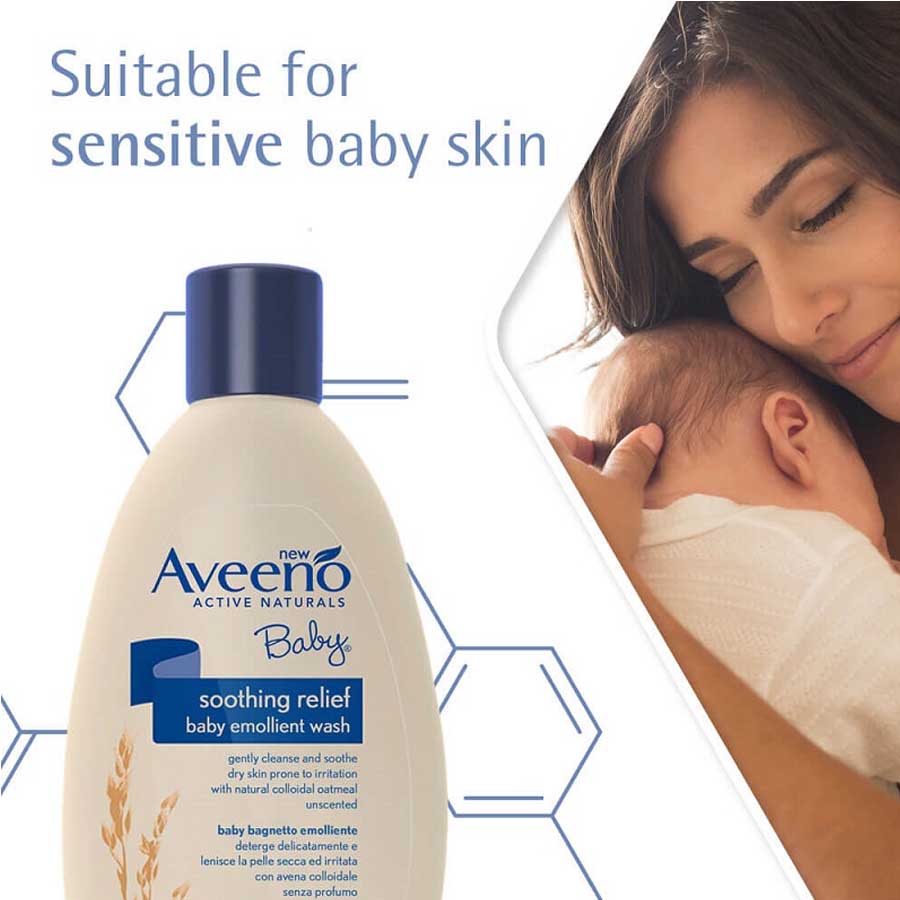 Suitable for
sensitive baby skin
new
Aveeno
ACTIVE NATURALS
Baby®
soothing relief
baby emollient wash
gently cleanse and soothe
dry skin prone to irritation
with natural colloidal oatmeal
unscented
baby bagnetto emolliente
deterge delicatamente e
lenisce la pelle secca ed irritata
con avena colloidale
senza profumo